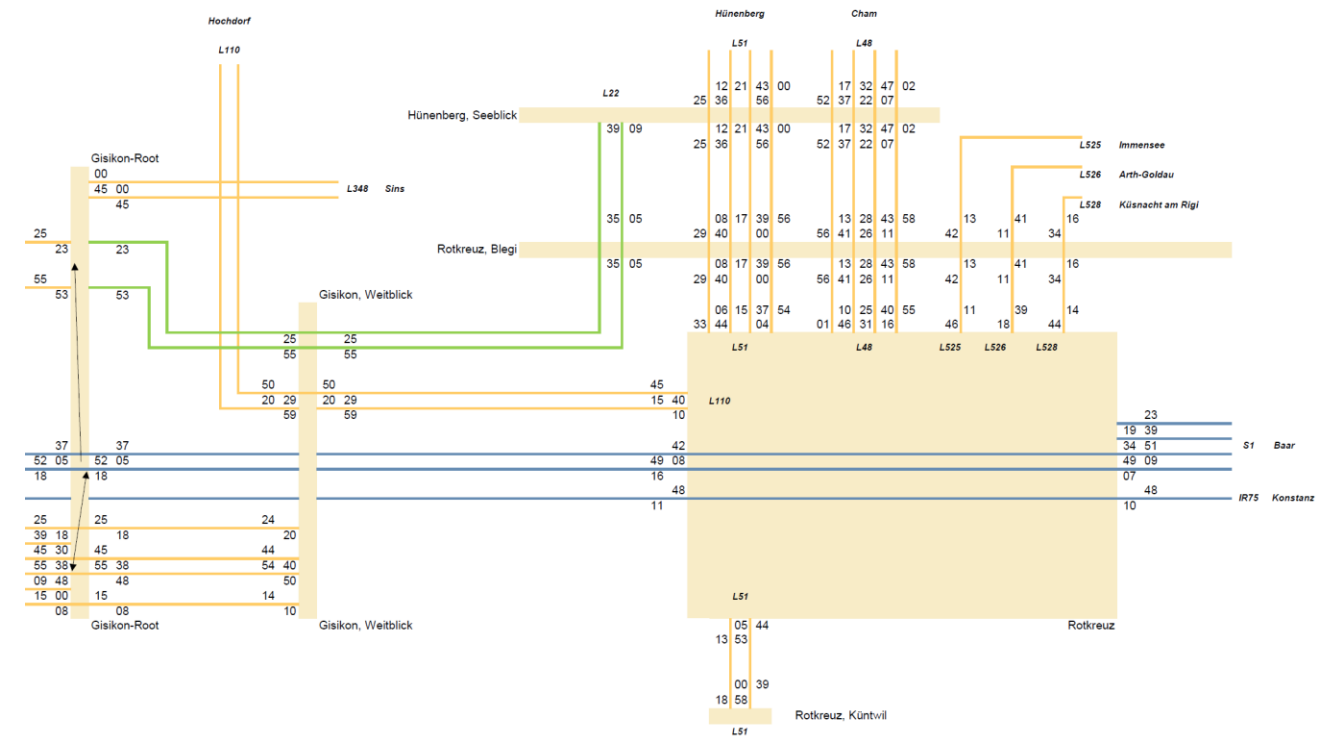 Hünenberg Cham
Hochdorf
L51 L48
L110
12 21 43 00 17 32 47 02
L22
25 36 56 52 37 22 07
Hünenberg, Seeblick
39 09 12 21 43 00 17 32 47 02
25 36 56 52 37 22 07
L525 Immensee
Gisikon-Root
00
L526 Arth-Goldau
45 00 L348 Sins
45
L528 Küsnacht am Rigi
35 05 08 17 39 56 13 28 43 58 13 41 16
25 29 40 00 56 41 26 11 42 11 34
23 23 Rotkreuz, Blegi
35 05 08 17 39 56 13 28 43 58 13 41 16
55 29 40 00 56 41 26 11 42 11 34
53 53 Gisikon, Weitblick
06 15 37 54 10 25 40 55 11 39 14
33 44 04 01 46 31 16 46 18 44
25 25
55 55
L51 L48 L525 L526 L528
50 50 45
20 29 20 29 15 40 L110
59 59 10
23
19 39
37 37 42 34 51 S1 Baar
52 05 52 05 49 08 49 09
18 18 16 07
48 48 IR75 Konstanz
11 10
25 25 24
39 18 18 20
45 30 45 44
55 38 55 38 54 40
09 48 48 50
15 00 15 14 L51
08 08 10
Gisikon-Root Gisikon, Weitblick 05 44 Rotkreuz
13 53
00 39
18 58
Rotkreuz, Küntwil
L51